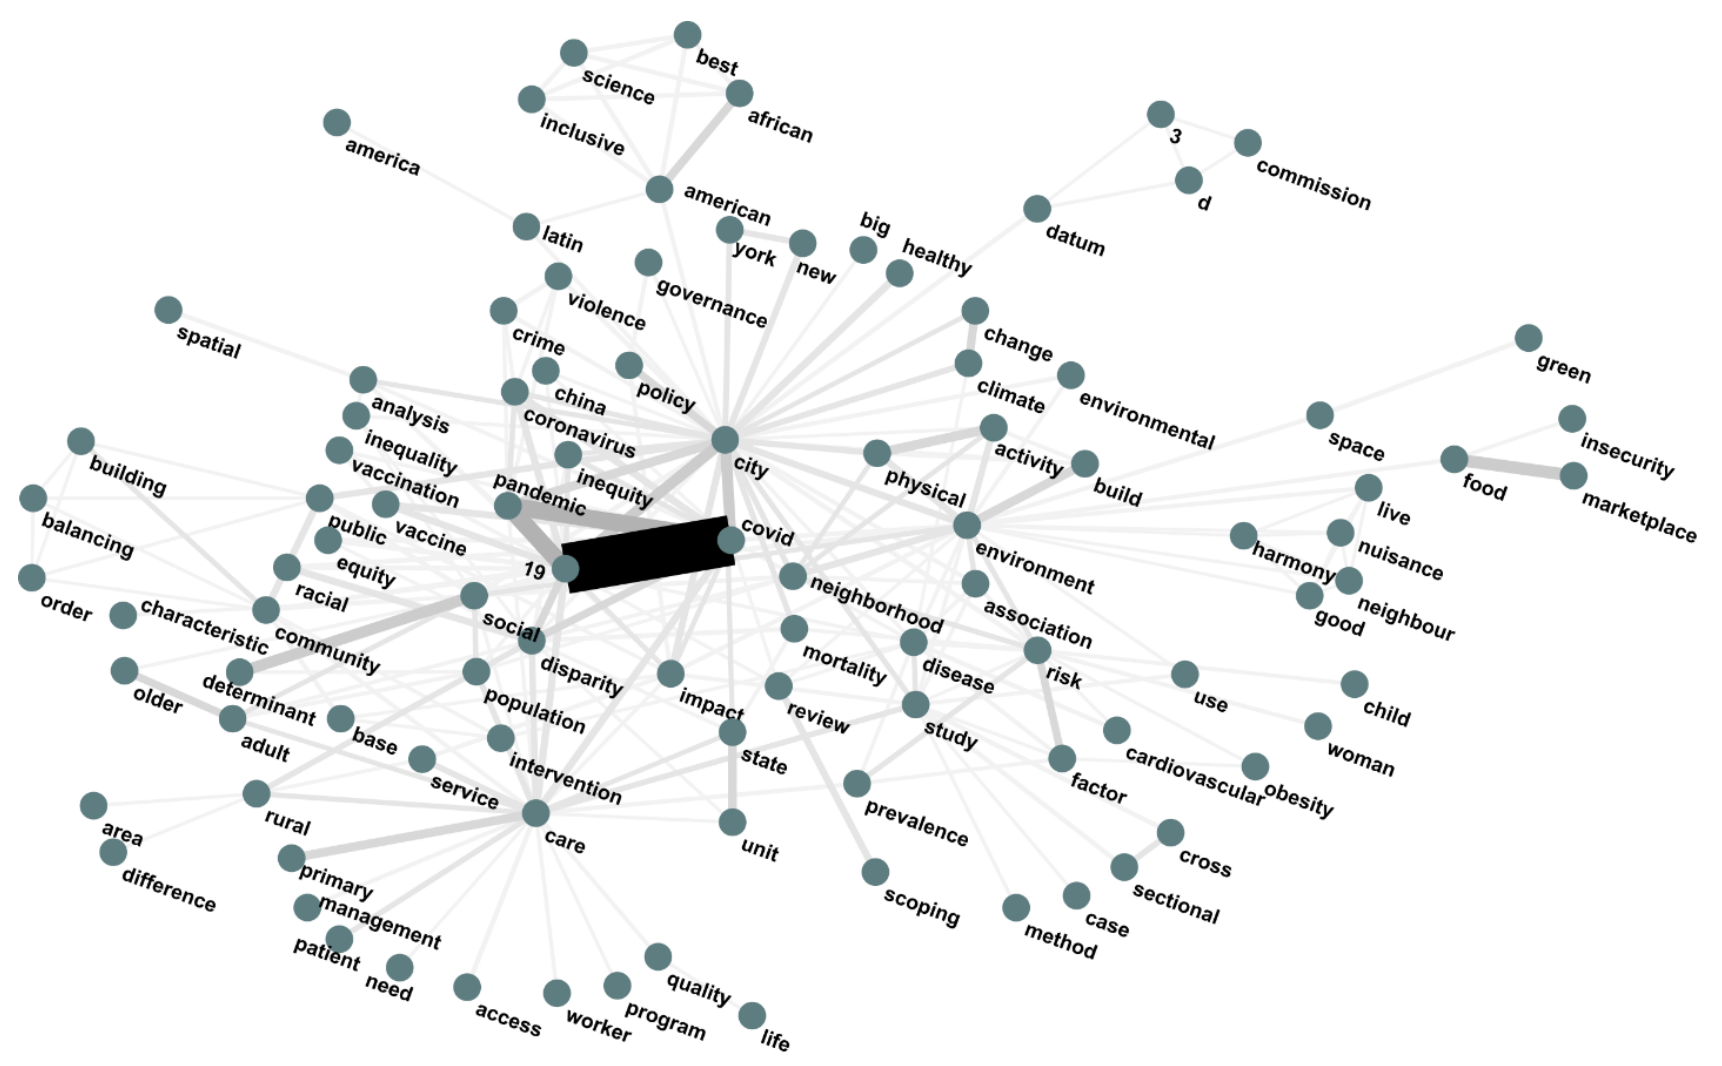 best
science
african
inclusive
america
3
commission
d
american
latin
york
new
big
healthy
datum
governance
violence
spatial
crime
change
green
policy
china
climate
environmental
analysis
coronavirus
inequality
space
insecurity
city
activity
building
vaccination
inequity
physical
build
food
marketplace
pandemic
live
balancing
public
vaccine
covid
nuisance
equity
19
environment
harmony
racial
neighborhood
neighbour
order
characteristic
association
good
community
social
disparity
mortality
disease
risk
determinant
older
population
impact
review
use
child
adult
base
study
woman
state
intervention
cardiovascular
service
factor
obesity
rural
prevalence
area
care
unit
cross
difference
primary
sectional
management
scoping
case
patient
method
need
quality
access
worker
program
life